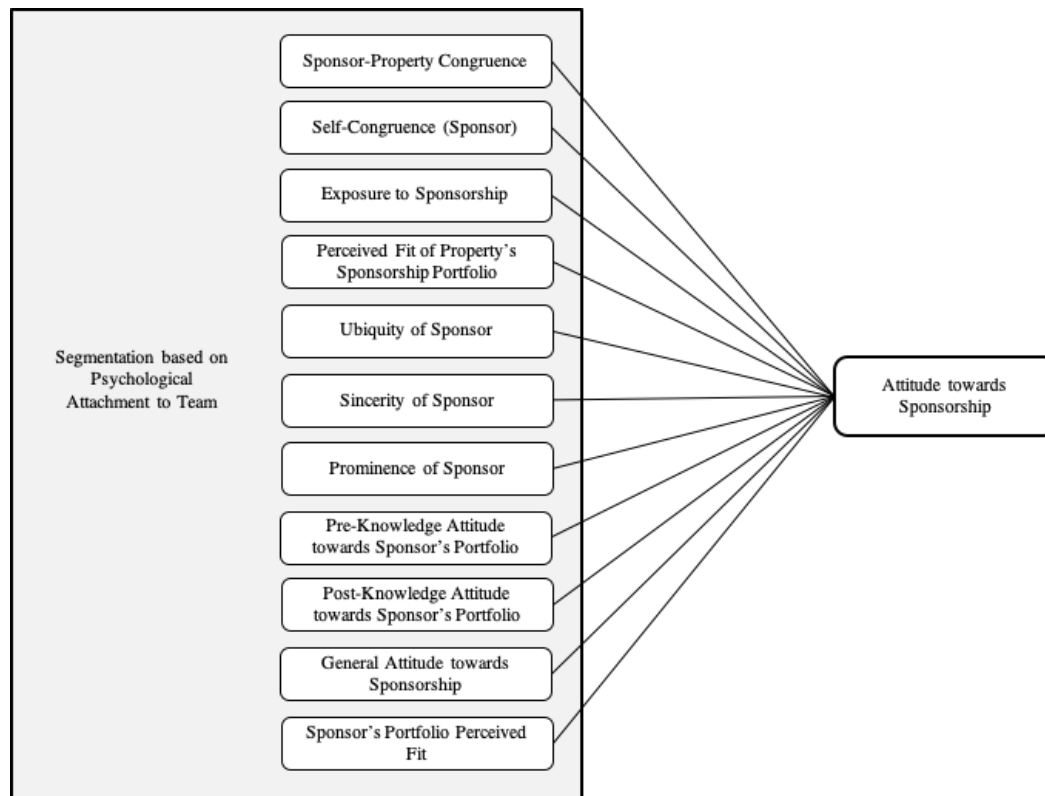 Sponsor-Property Congruence
Self-Congruence (Sponsor)
Exposure to Sponsorship
Perceived Fit of Property's
Sponsorship Portfolio
Ubiquity of Sponsor
Segmentation based on
Psychological
Attachment to Team
Sincerity of Sponsor
Prominence of Sponsor
Pre-Knowledge Attitude
towards Sponsor's Portfolio
Post-Knowledge Attitude
towards Sponsor's Portfolio
General Attitude towards
Sponsorship
Sponsor's Portfolio Perceived
Fit
Attitude towards
Sponsorship